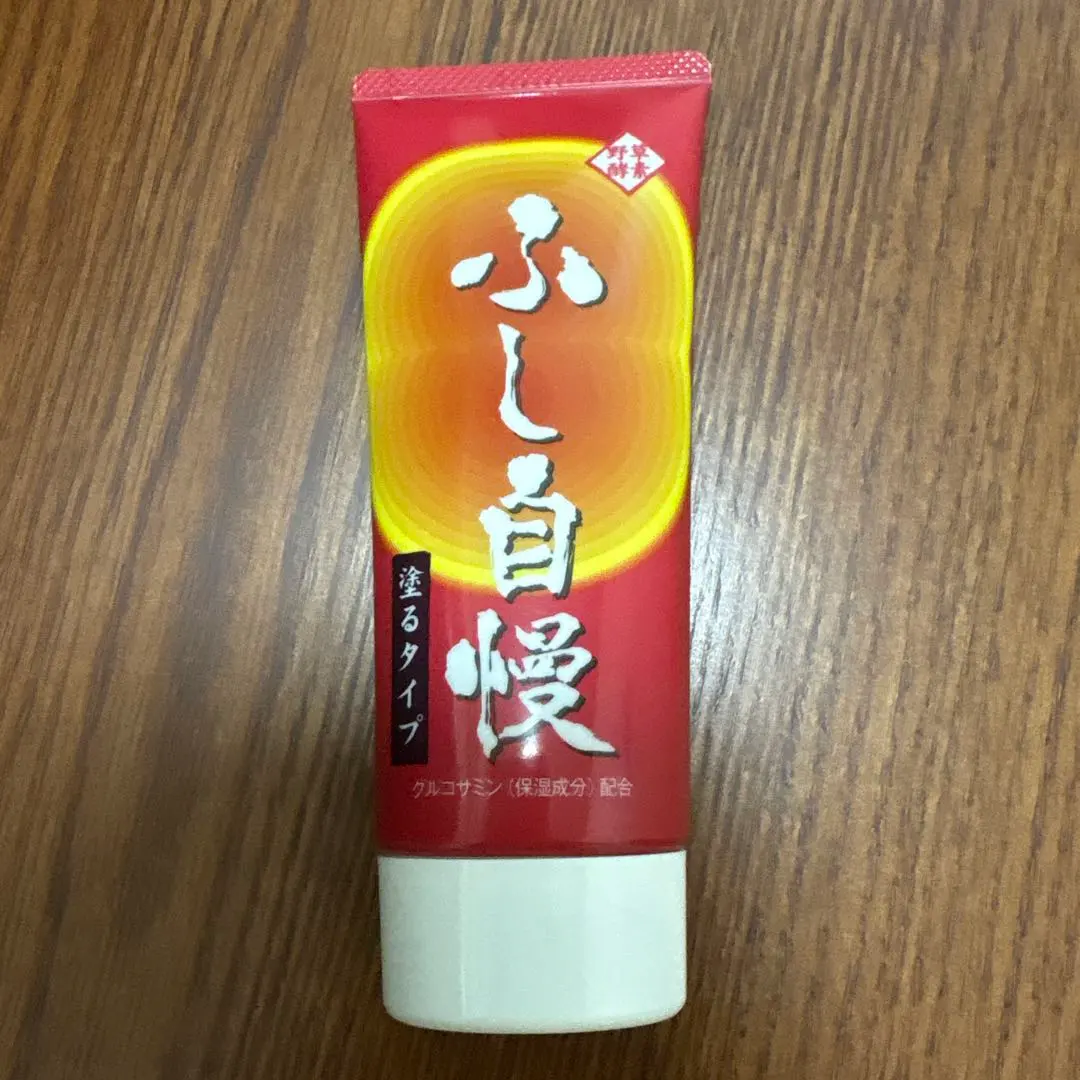 野草
酵素
ふし自慢
塗るタイプ
グルコサミン（保湿成分）配合